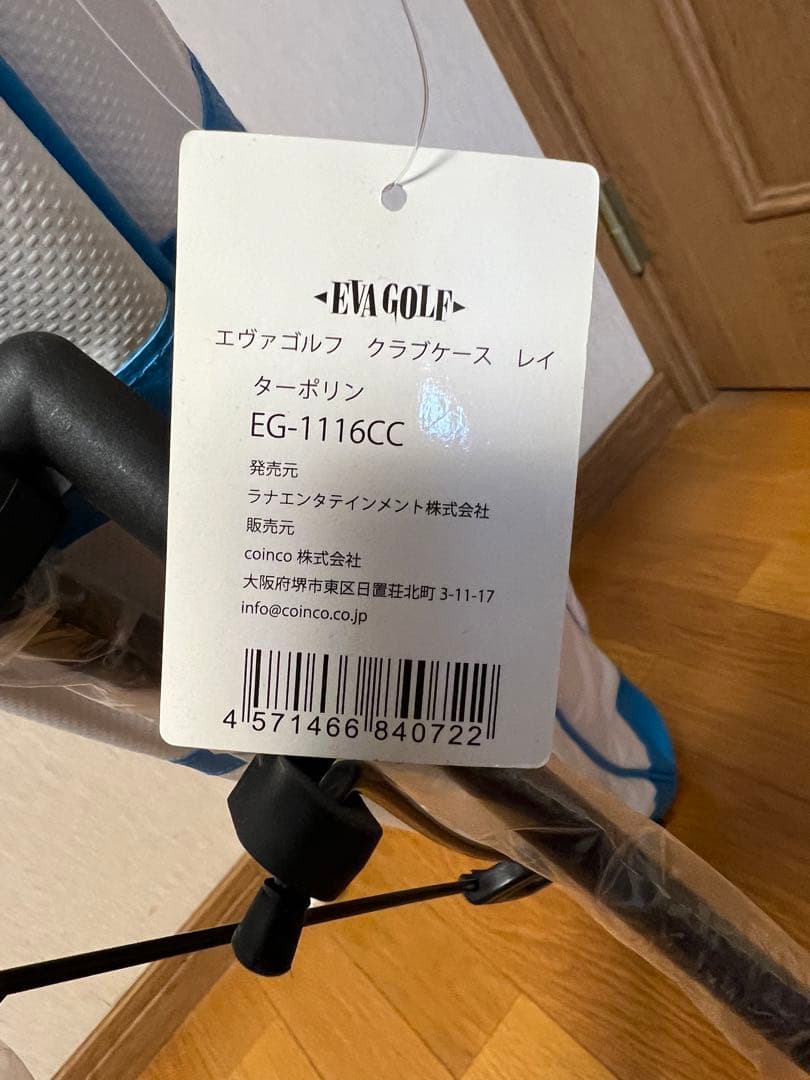 EVA GOLF
エヴァゴルフ クラブケース レイ
ターポリン
EG-1116CC
発売元
ラナエンタテインメント株式会社
販売元
coinco 株式会社
大阪府堺市東区日置荘北町 3-11-17
info@coinco.co.jp
4 571466 840722